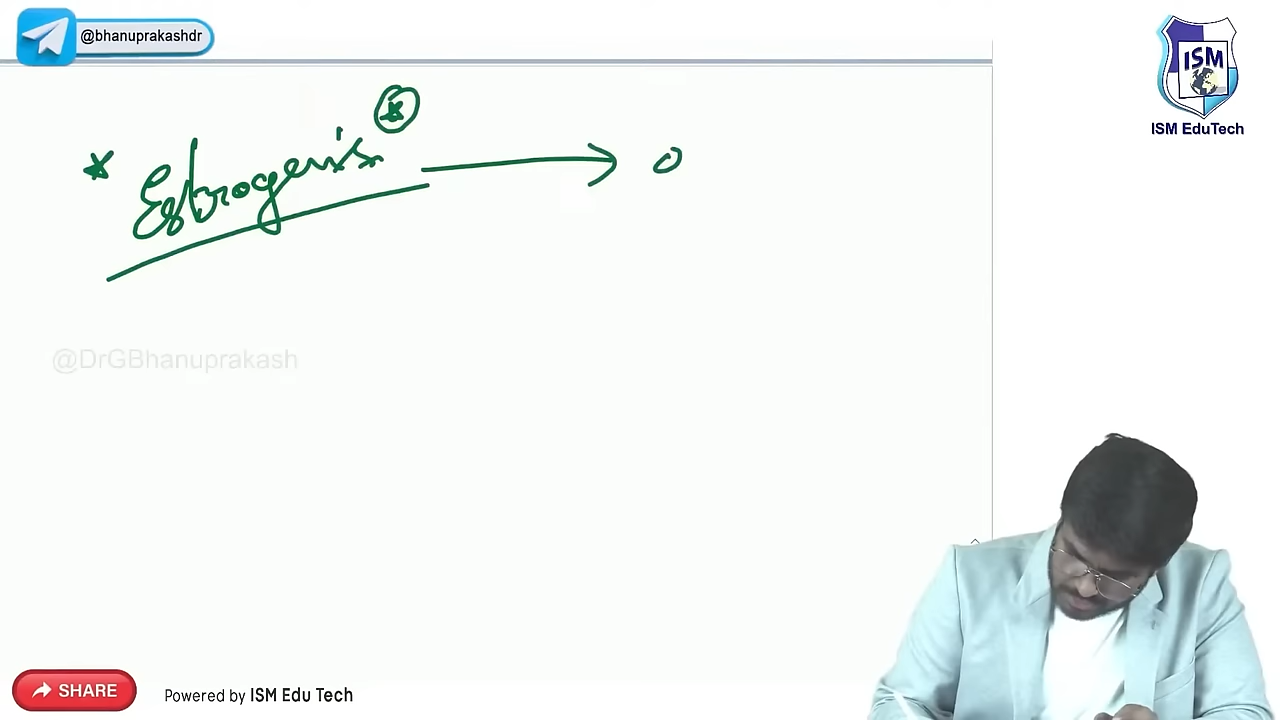 @bhanuprakashdr
ISM
ISM EduTech
* Estrogens * → o
@DrGBhanuprakash
SHARE
Powered by ISM Edu Tech